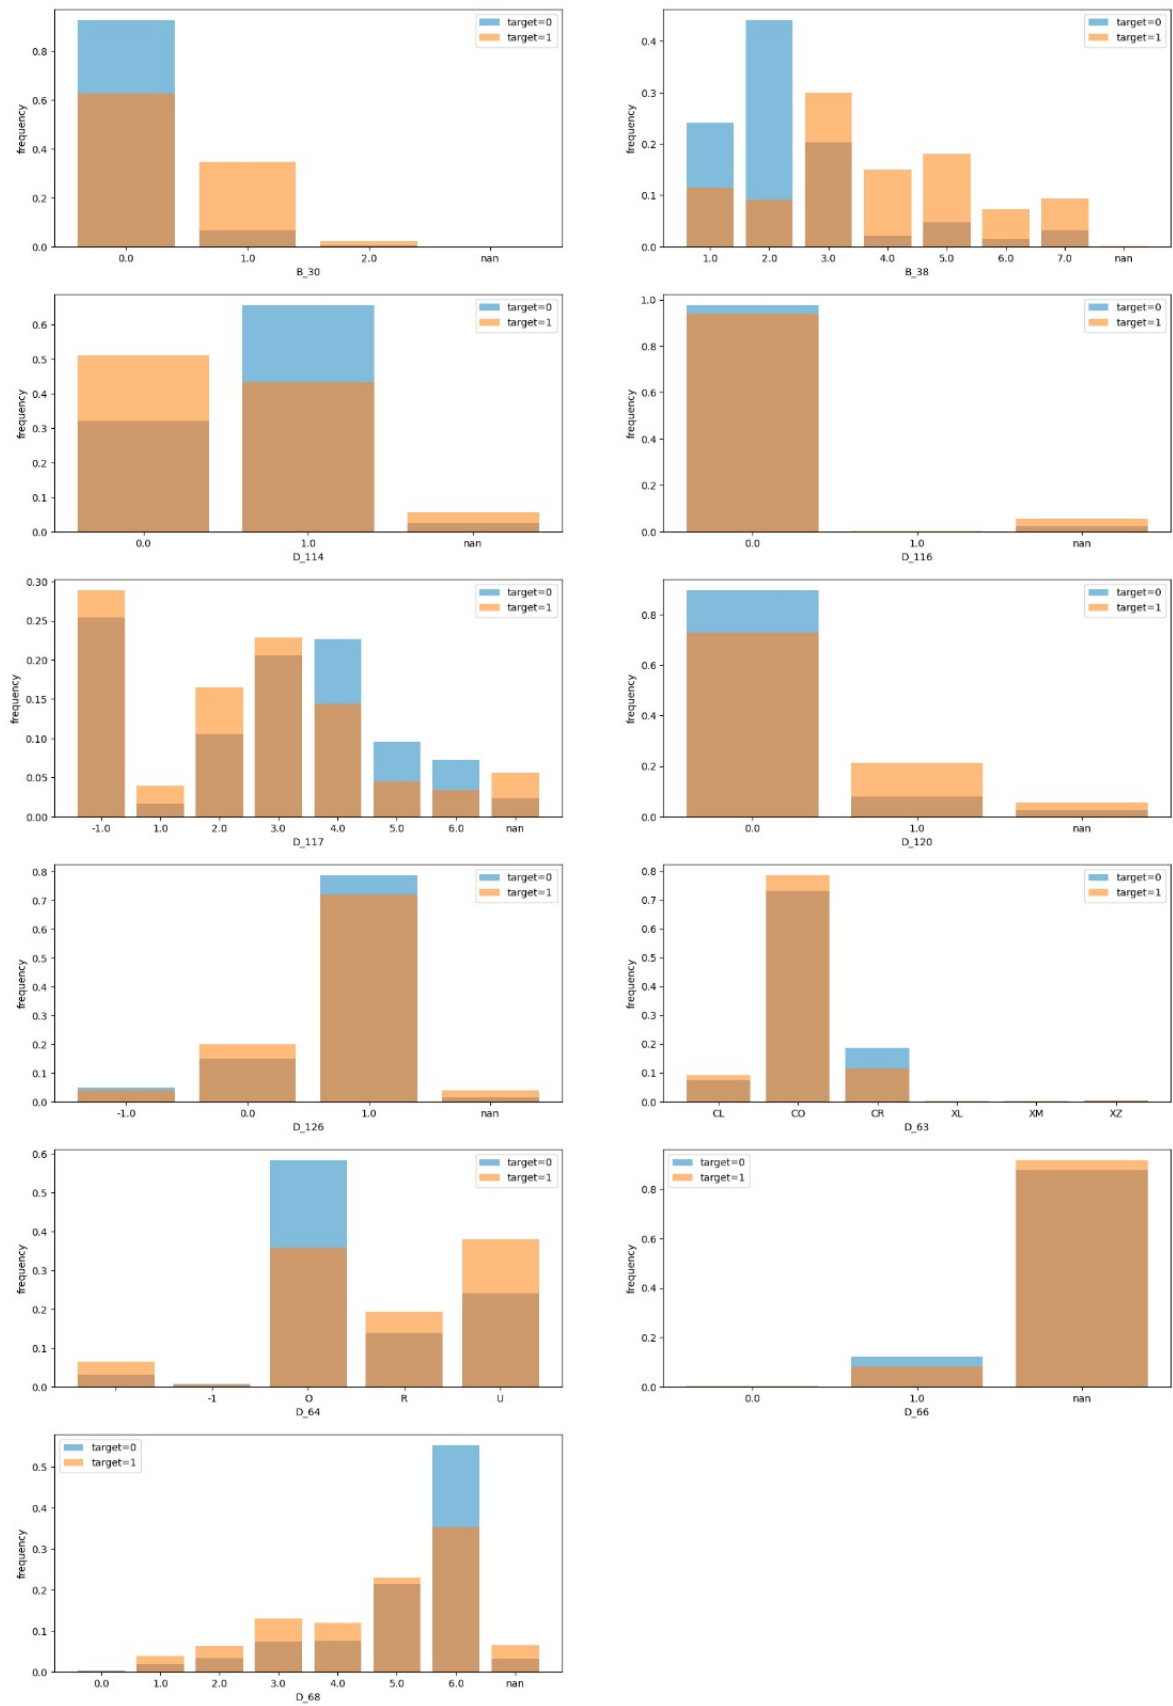 target=0
target=1
frequency
0.8
0.6
0.4
0.2
0.0
0.0 1.0 2.0 nan
B_30
target=0
target=1
frequency
0.4
0.3
0.2
0.1
0.0
1.0 2.0 3.0 4.0 5.0 6.0 7.0 nan
B_38
target=0
target=1
frequency
0.6
0.5
0.4
0.3
0.2
0.1
0.0
0.0 1.0 nan
D_114
target=0
target=1
frequency
1.0
0.8
0.6
0.4
0.2
0.0
0.0 1.0 nan
D_116
target=0
target=1
frequency
0.30
0.25
0.20
0.15
0.10
0.05
0.00
-1.0 1.0 2.0 3.0 4.0 5.0 6.0 nan
D_117
target=0
target=1
frequency
0.8
0.6
0.4
0.2
0.0
0.0 1.0 nan
D_120
target=0
target=1
frequency
0.8
0.7
0.6
0.5
0.4
0.3
0.2
0.1
0.0
-1.0 0.0 1.0 nan
D_126
target=0
target=1
frequency
0.8
0.7
0.6
0.5
0.4
0.3
0.2
0.1
0.0
CL CO CR XL XM XZ
D_63
target=0
target=1
frequency
0.6
0.5
0.4
0.3
0.2
0.1
0.0
-1 O R U
D_64
target=0
target=1
frequency
0.8
0.6
0.4
0.2
0.0
0.0 1.0 nan
D_66
target=0
target=1
frequency
0.5
0.4
0.3
0.2
0.1
0.0
0.0 1.0 2.0 3.0 4.0 5.0 6.0 nan
D_68